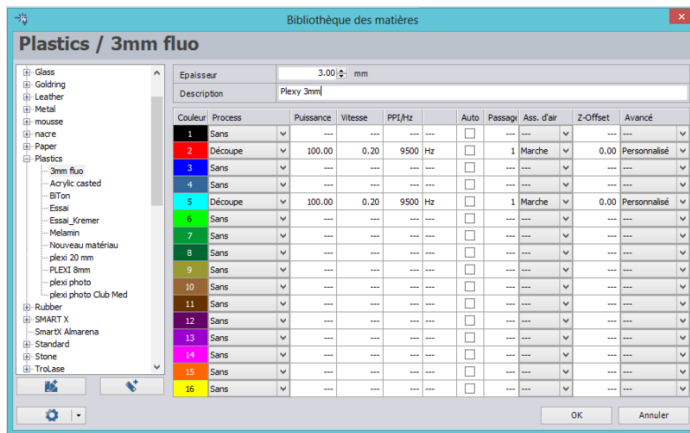 Bibliothèque des matières
Plastics / 3mm fluo
Glass
Goldring
Leather
Metal
mousse
nacre
Paper
Plastics
3mm fluo
Acrylic casted
BiTon
Essai
Essai_Kremer
Melamin
Nouveau matériau
plexi 20 mm
PLEXI 8mm
plexi photo
plexi photo Club Med
Rubber
SMART X
SmartX Almarena
Standard
Stone
TroLase
Epaisseur 3.00 mm
Description Plexy 3mm
Couleur Process Puissance Vitesse PPI/Hz Auto Passage Ass. d'air Z-Offset Avancé
1 Sans --- --- --- --- --- --- --- ---
2 Découpe 100.00 0.20 9500 Hz 1 Marche 0.00 Personnalisé
3 Sans --- --- --- --- --- --- --- ---
4 Sans --- --- --- --- --- --- --- ---
5 Découpe 100.00 0.20 9500 Hz 1 Marche 0.00 Personnalisé
6 Sans --- --- --- --- --- --- --- ---
7 Sans --- --- --- --- --- --- --- ---
8 Sans --- --- --- --- --- --- --- ---
9 Sans --- --- --- --- --- --- --- ---
10 Sans --- --- --- --- --- --- --- ---
11 Sans --- --- --- --- --- --- --- ---
12 Sans --- --- --- --- --- --- --- ---
13 Sans --- --- --- --- --- --- --- ---
14 Sans --- --- --- --- --- --- --- ---
15 Sans --- --- --- --- --- --- --- ---
16 Sans --- --- --- --- --- --- --- ---
OK Annuler